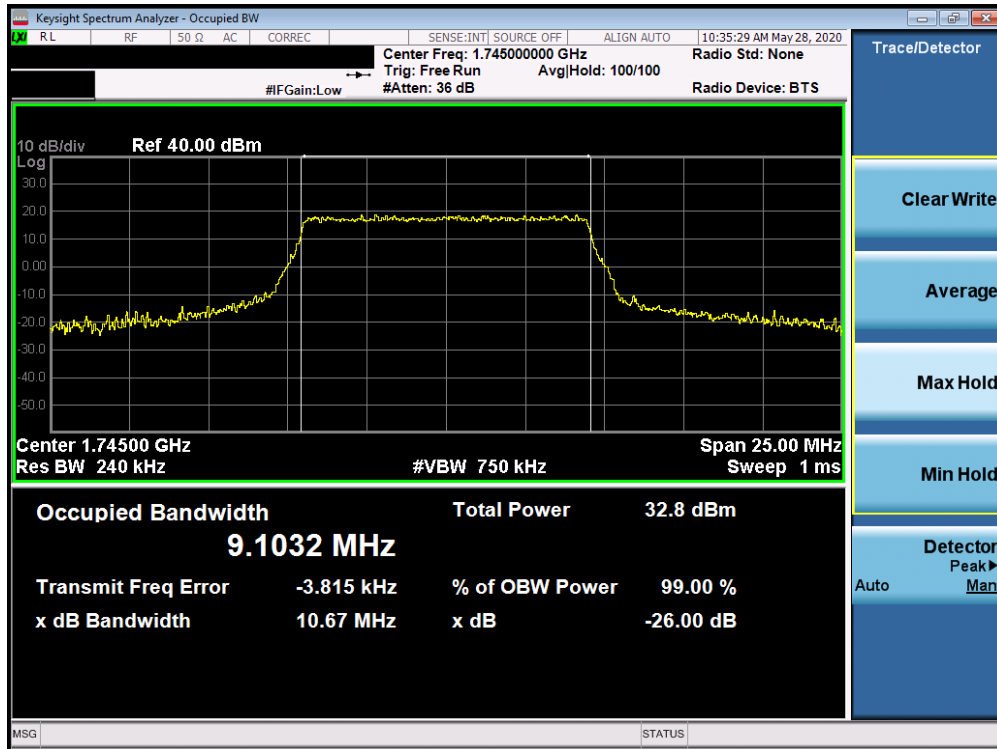 Keysight Spectrum Analyzer - Occupied BW
LXI RL RF 50 Ω AC CORREC SENSE:INT SOURCE OFF ALIGN AUTO 10:35:29 AM May 28, 2020
Center Freq: 1.745000000 GHz Radio Std: None
Trig: Free Run Avg|Hold: 100/100
#IFGain:Low #Atten: 36 dB Radio Device: BTS
10 dB/div Ref 40.00 dBm
Log
30.0
20.0
10.0
0.00
-10.0
-20.0
-30.0
-40.0
-50.0
Center 1.74500 GHz Span 25.00 MHz
Res BW 240 kHz #VBW 750 kHz Sweep 1 ms
Occupied Bandwidth Total Power 32.8 dBm
9.1032 MHz
Transmit Freq Error -3.815 kHz % of OBW Power 99.00 %
x dB Bandwidth 10.67 MHz x dB -26.00 dB
MSG STATUS
Trace/Detector
Clear Write
Average
Max Hold
Min Hold
Detector
Peak▶
Auto Man